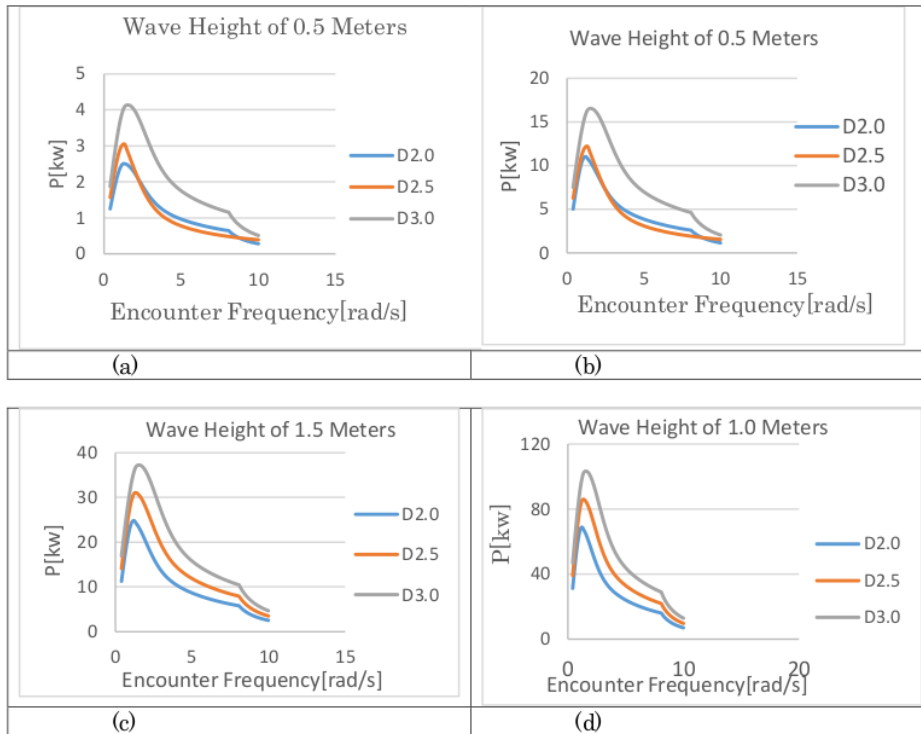 Wave Height of 0.5 Meters
5
4
3
2
1
0
P[kw]
0 5 10 15
Encounter Frequency[rad/s]
D2.0
D2.5
D3.0
(a)
Wave Height of 0.5 Meters
20
15
10
5
0
P[kw]
0 5 10 15
Encounter Frequency[rad/s]
D2.0
D2.5
D3.0
(b)
Wave Height of 1.5 Meters
40
30
20
10
0
P[kw]
0 5 10 15
Encounter Frequency[rad/s]
D2.0
D2.5
D3.0
(c)
Wave Height of 1.0 Meters
120
80
40
0
P[kw]
0 10 20
Encounter Frequency[rad/s]
D2.0
D2.5
D3.0
(d)